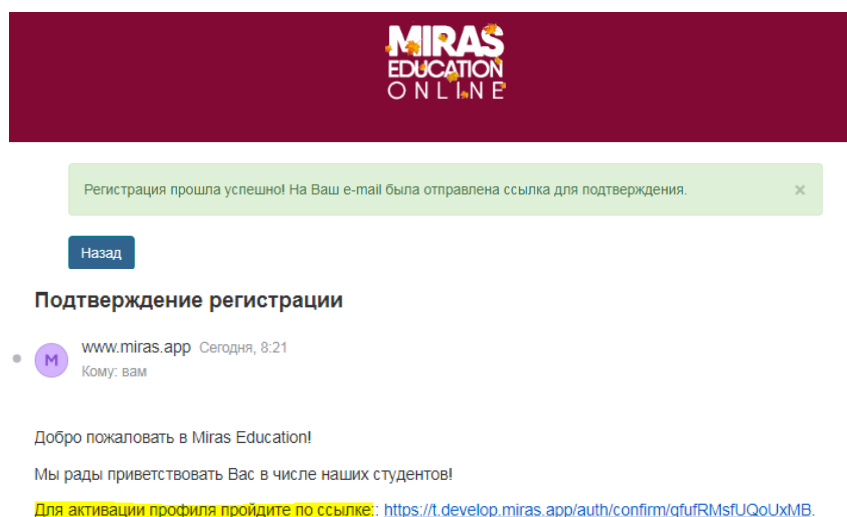 MIRAS
EDUCATION
ONLINE
Регистрация прошла успешно! На Ваш e-mail была отправлена ссылка для подтверждения. ×
Назад
Подтверждение регистрации
www.miras.app Сегодня, 8:21
М
Кому: вам
Добро пожаловать в Miras Education!
Мы рады приветствовать Вас в числе наших студентов!
Для активации профиля пройдите по ссылке:: https://t.develop.miras.app/auth/confirm/qfufRMsfUQoUxMB.